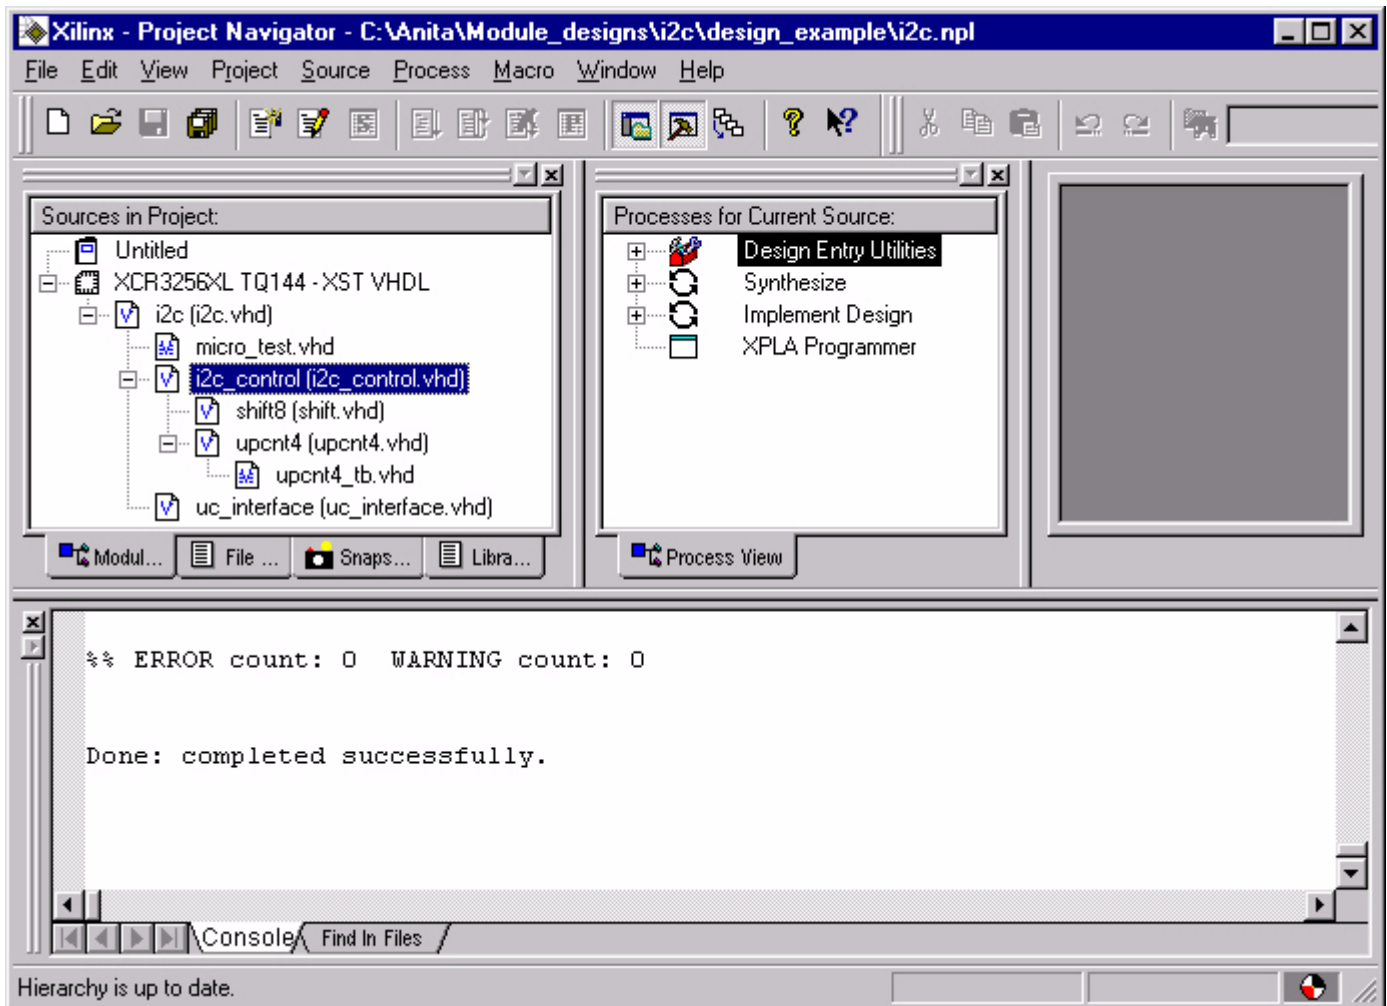 Xilinx - Project Navigator - C:\Anita\Module_designs\i2c\design_example\i2c.npl
File Edit View Project Source Process Macro Window Help
Sources in Project:
Untitled
XCR3256XL TQ144 - XST VHDL
i2c (i2c.vhd)
micro_test.vhd
i2c_control (i2c_control.vhd)
shift8 (shift.vhd)
upcnt4 (upcnt4.vhd)
upcnt4_tb.vhd
uc_interface (uc_interface.vhd)
Modul... File ... Snaps... Libra...
Processes for Current Source:
Design Entry Utilities
Synthesize
Implement Design
XPLA Programmer
Process View
%% ERROR count: 0 WARNING count: 0
Done: completed successfully.
Console Find In Files
Hierarchy is up to date.